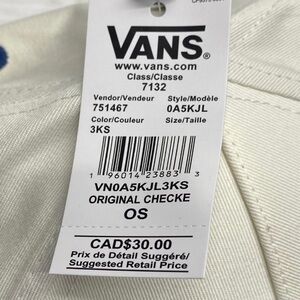 VANS®
www.vans.com
Class/Classe
7132
Vendor/Vendeur Style/Modèle
751467 0A5KJL
Color/Couleur Size/Taille
3KS
1 96014 23883 3
VN0A5KJL3KS
ORIGINAL CHECKE
OS
CAD$30.00
Prix de Détail Suggéré/
Suggested Retail Price